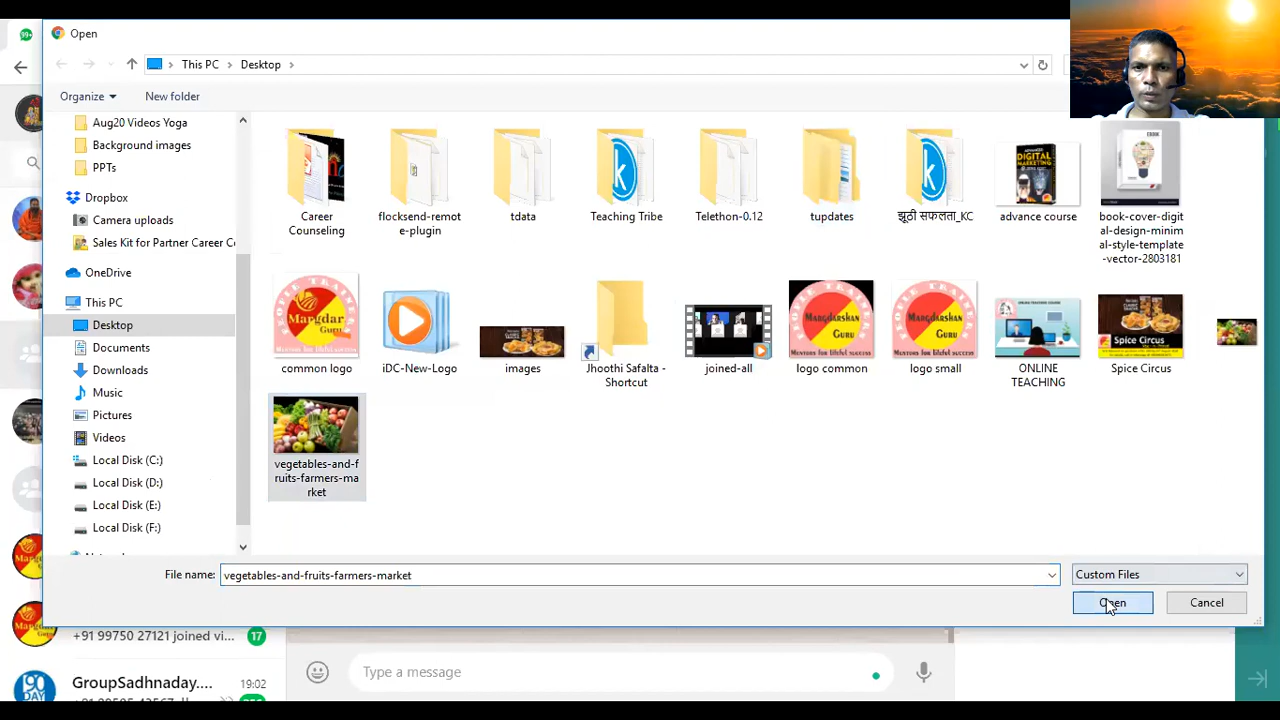 99+
Open
This PC
Desktop
Organize
New folder
Aug20 Videos Yoga
Background images
PPTs
Dropbox
Camera uploads
Sales Kit for Partner Career C
OneDrive
This PC
Desktop
Documents
Downloads
Music
Pictures
Videos
Local Disk (C:)
Local Disk (D:)
Local Disk (E:)
Local Disk (F:)
Career
Counseling
flocksend-remot
e-plugin
tdata
Teaching Tribe
Telethon-0.12
tupdates
झूठी सफलता_KC
advance course
book-cover-digit
al-design-minim
al-style-template
-vector-2803181
common logo
iDC-New-Logo
images
Jhoothi Safalta -
Shortcut
joined-all
logo common
logo small
ONLINE
TEACHING
Spice Circus
vegetables-and-f
ruits-farmers-ma
rket
File name:
vegetables-and-fruits-farmers-market
Custom Files
Open
Cancel
+91 99750 27121 joined vi...
17
GroupSadhnaday....
19:02
Type a message